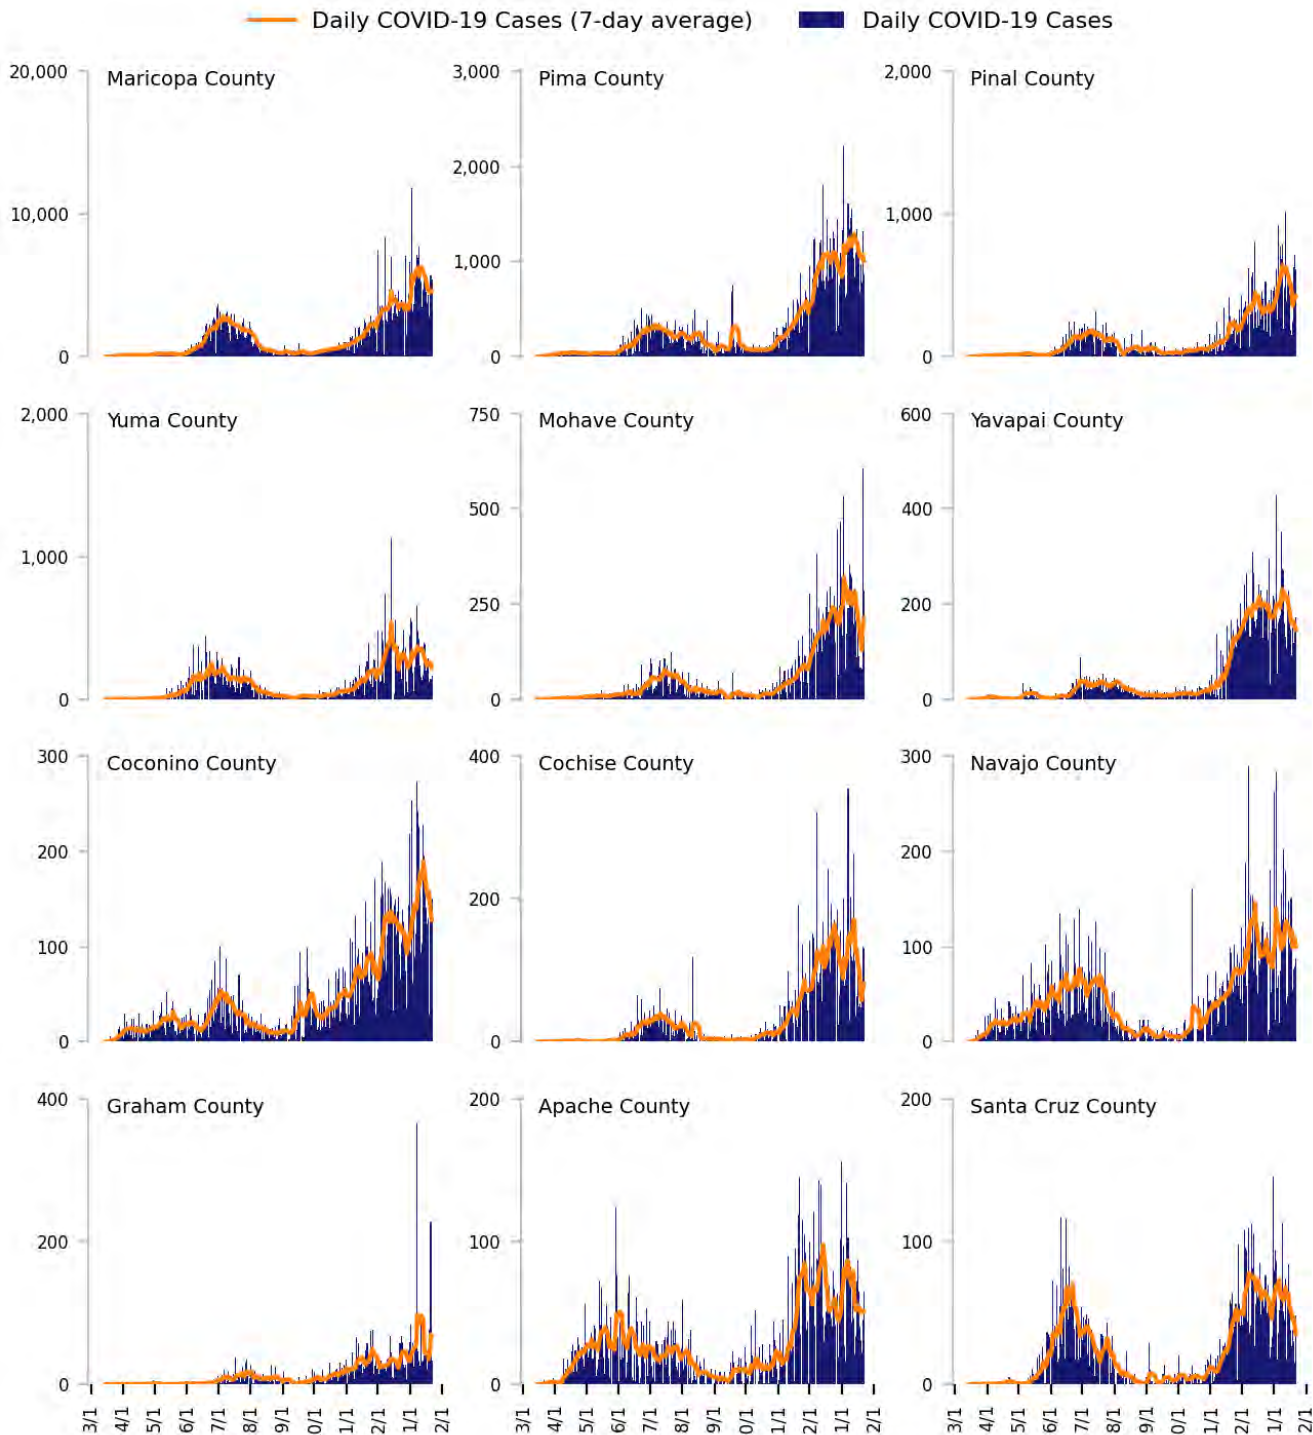 Daily COVID-19 Cases (7-day average) Daily COVID-19 Cases
Maricopa County
20,000
10,000
0
Pima County
3,000
2,000
1,000
0
Pinal County
2,000
1,000
0
Yuma County
2,000
1,000
0
Mohave County
750
500
250
0
Yavapai County
600
400
200
0
Coconino County
300
200
100
0
Cochise County
400
200
0
Navajo County
300
200
100
0
Graham County
400
200
0
Apache County
200
100
0
Santa Cruz County
200
100
0
3/1 4/1 5/1 6/1 7/1 8/1 9/1 0/1 1/1 2/1 1/1 2/1
3/1 4/1 5/1 6/1 7/1 8/1 9/1 0/1 1/1 2/1 1/1 2/1
3/1 4/1 5/1 6/1 7/1 8/1 9/1 0/1 1/1 2/1 1/1 2/1